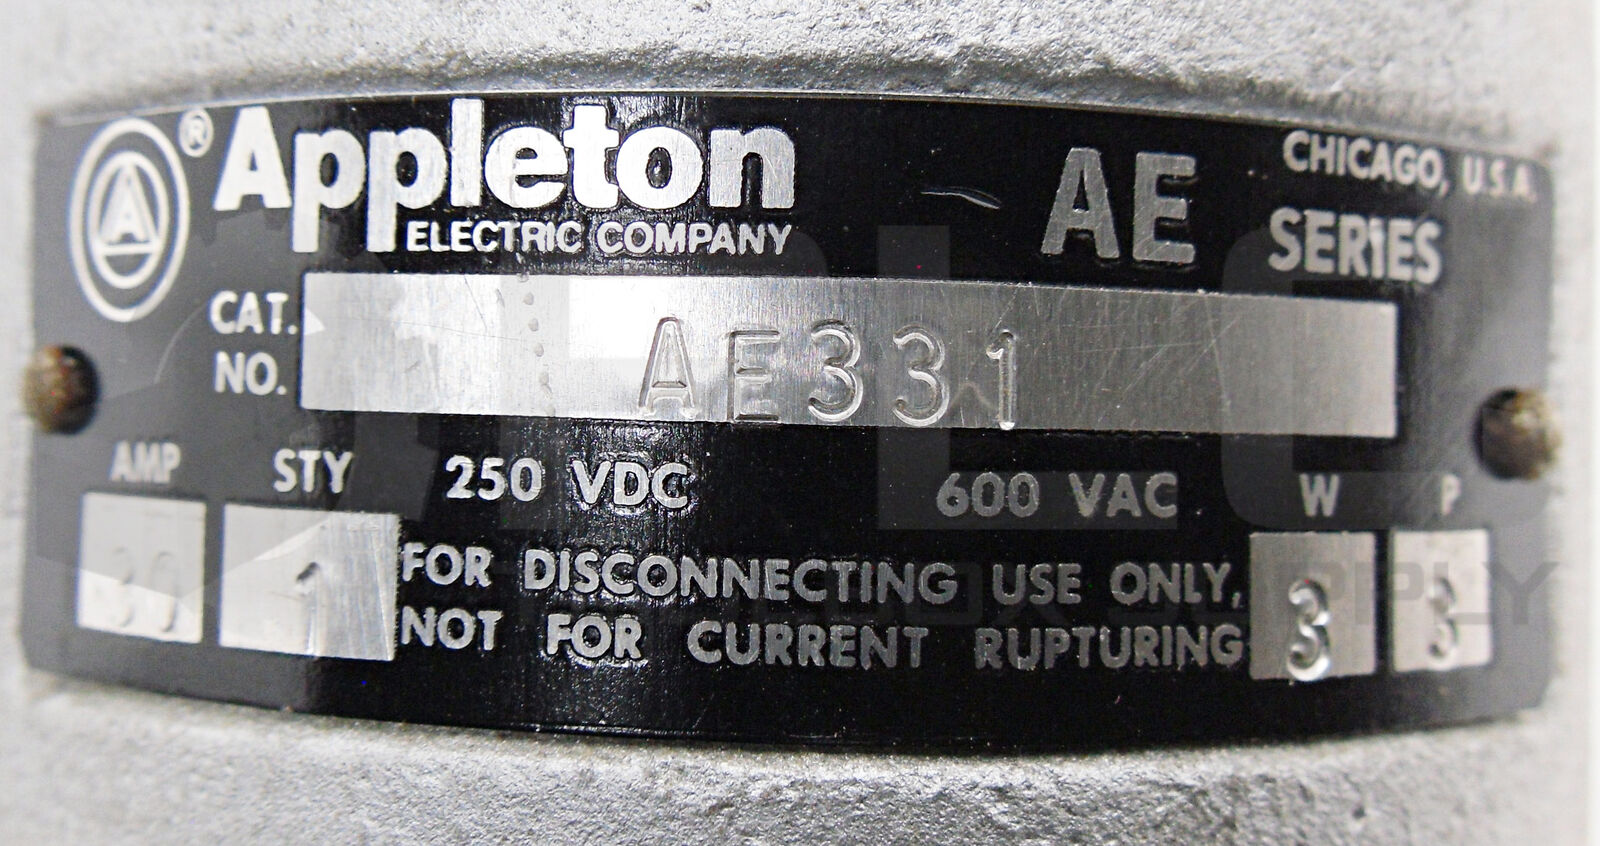 A ® Appleton
ELECTRIC COMPANY
AE SERIES
CHICAGO, U.S.A.
CAT. NO. AE331
AMP STY 250 VDC 600 VAC W P
30 1 3 3
FOR DISCONNECTING USE ONLY,
NOT FOR CURRENT RUPTURING